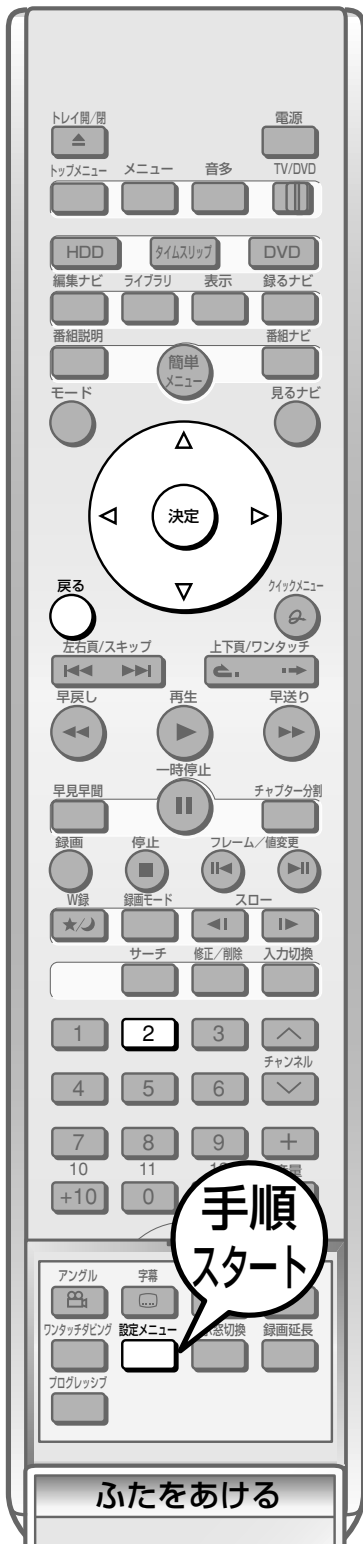 トレイ開/閉 電源
トップメニュー メニュー 音多 TV/DVD
HDD タイムスリップ DVD
編集ナビ ライブラリ 表示 録るナビ
番組説明 簡単メニュー 番組ナビ
モード 見るナビ
決定
戻る クイックメニュー
左右頁/スキップ 上下頁/ワンタッチ
早戻し 再生 早送り
一時停止
早見早聞 チャプター分割
録画 停止 フレーム/値変更
W録 録画モード スロー
サーチ 修正/削除 入力切換
1 2 3
チャンネル
4 5 6
7 8 9 +
10 11
+10 0
手順
スタート
アングル 字幕
ワンタッチダビング 設定メニュー 窓切換 録画延長
プログレッシブ
ふたをあける